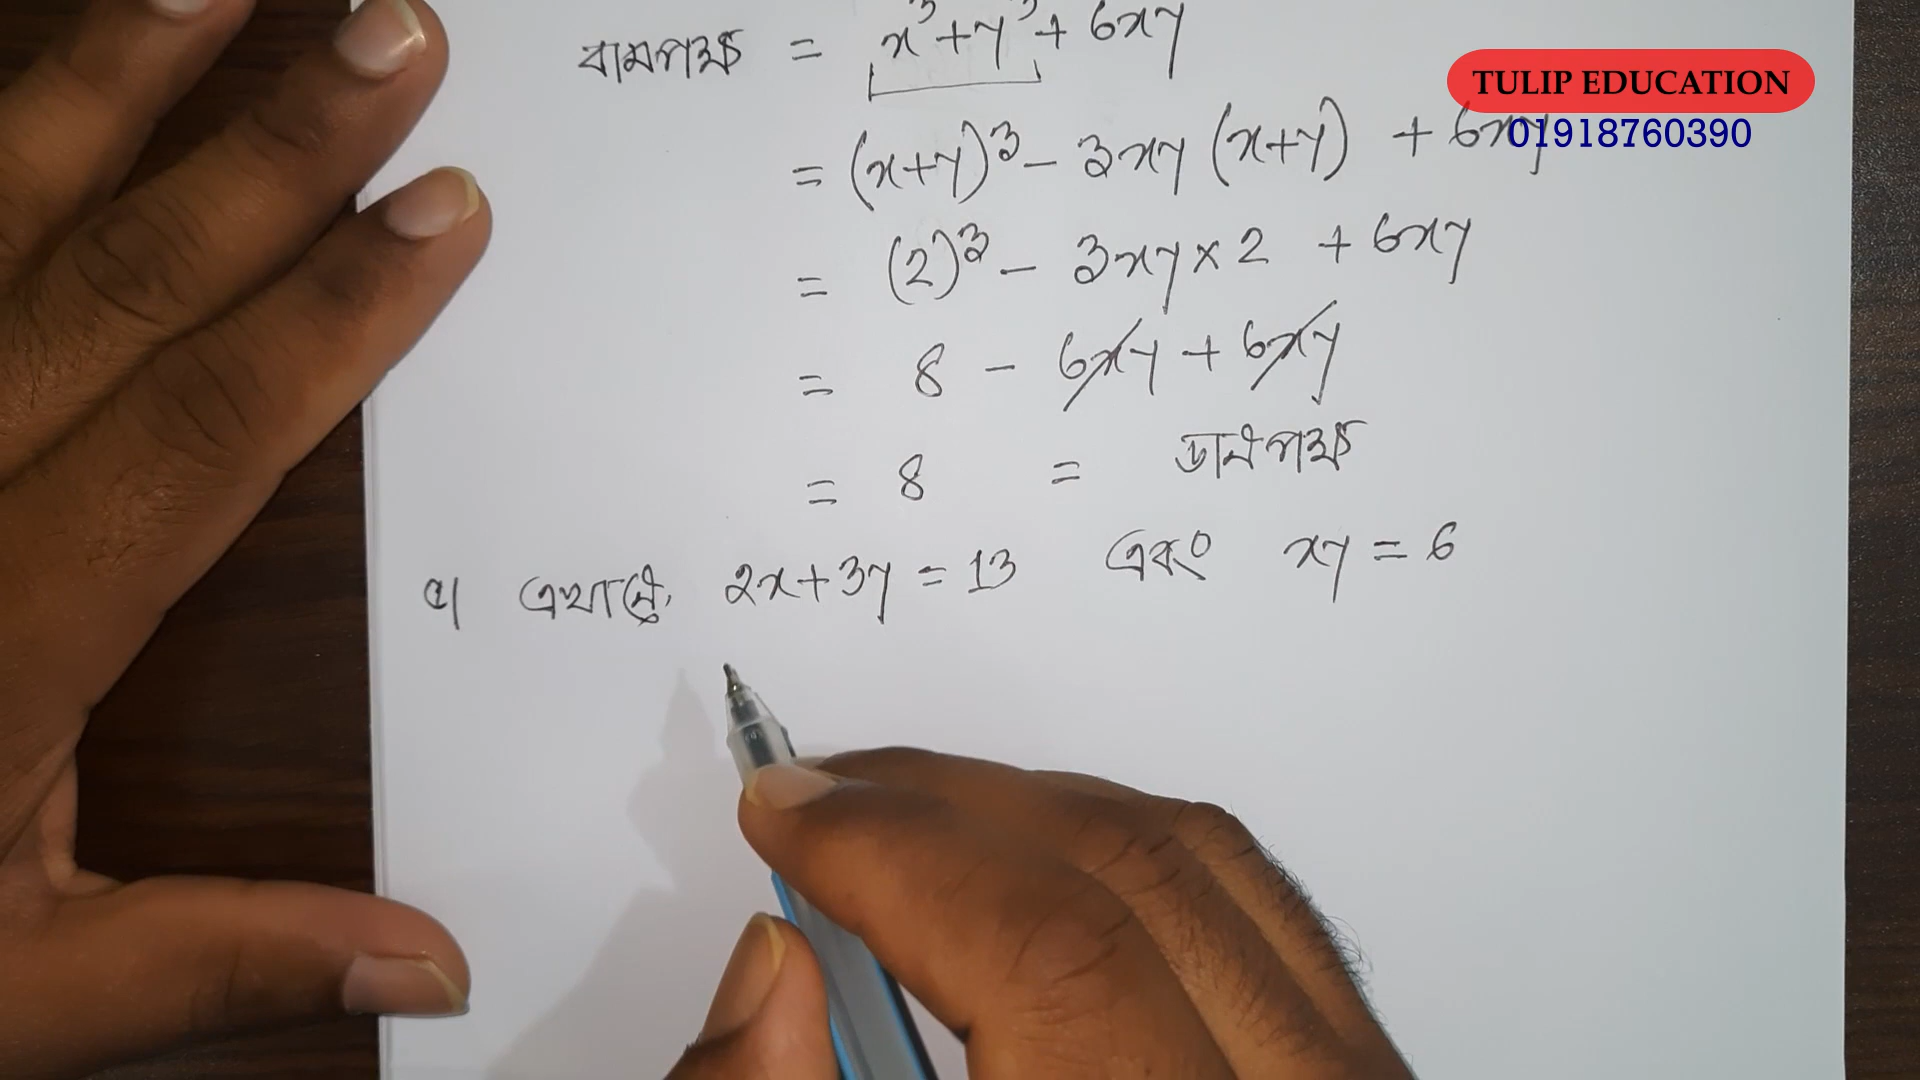 বামপক্ষ = x³+y³ + 6xy
= (x+y)³ - 3xy (x+y) + 6xy
= (2)³ - 3xy × 2 + 6xy
= 8 - 6xy + 6xy
= 8 = ডানপক্ষ
৫। এখানে, 2x+3y = 13 এবং xy = 6
TULIP EDUCATION
01918760390